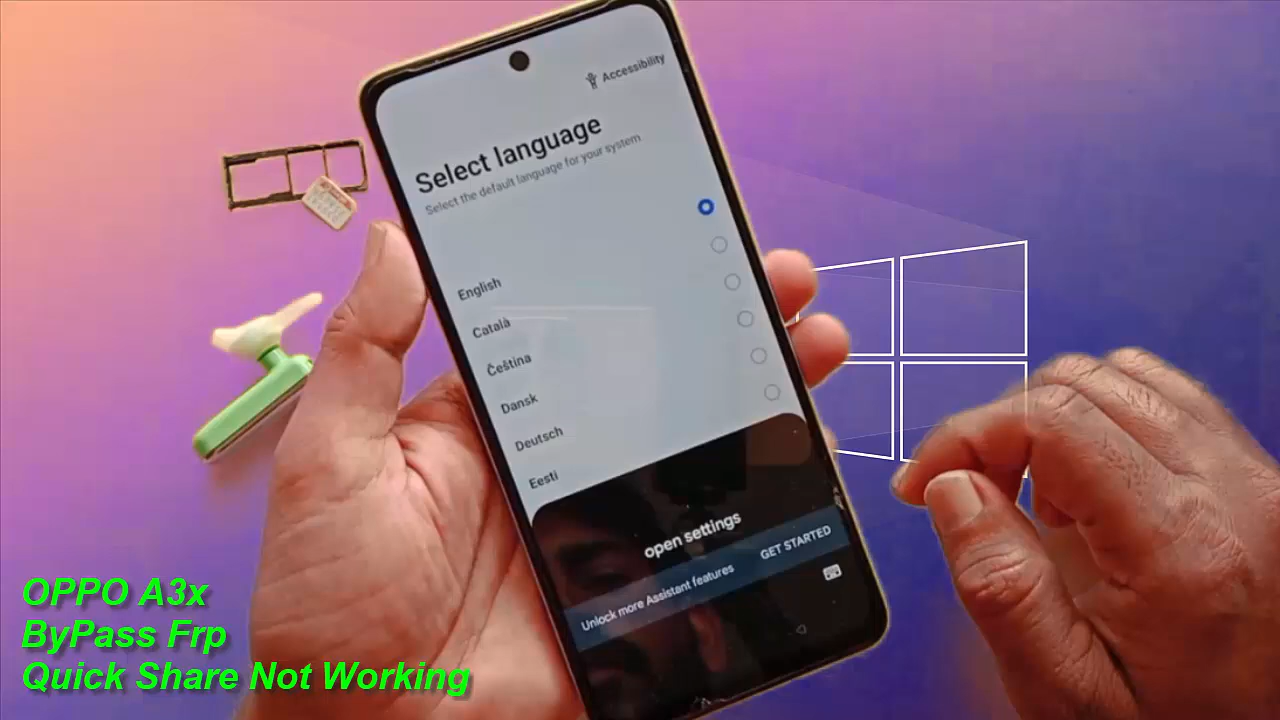 Accessibility
Select language
Select the default language for your system
English
Català
Čeština
Dansk
Deutsch
Eesti
open settings
Unlock more Assistant features GET STARTED
OPPO A3x
ByPass Frp
Quick Share Not Working